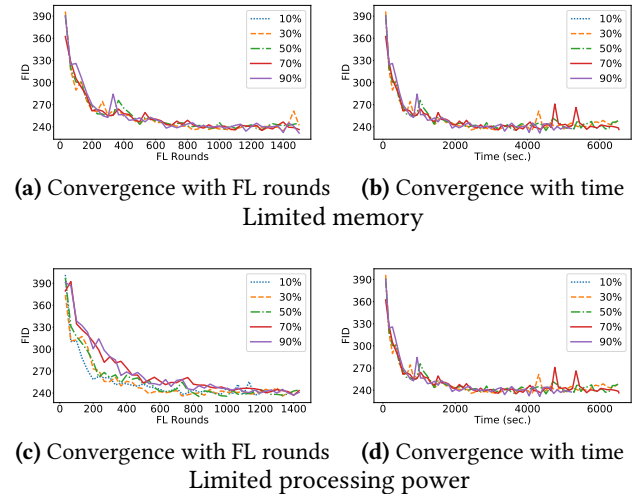 390
360
330
300
270
240
FID
0 200 400 600 800 1000 1200 1400
FL Rounds
10%
30%
50%
70%
90%
390
360
330
300
270
240
FID
0 2000 4000 6000
Time (sec.)
10%
30%
50%
70%
90%
(a) Convergence with FL rounds (b) Convergence with time
Limited memory
390
360
330
300
270
240
FID
0 200 400 600 800 1000 1200 1400
FL Rounds
10%
30%
50%
70%
90%
390
360
330
300
270
240
FID
0 2000 4000 6000
Time (sec.)
10%
30%
50%
70%
90%
(c) Convergence with FL rounds (d) Convergence with time
Limited processing power